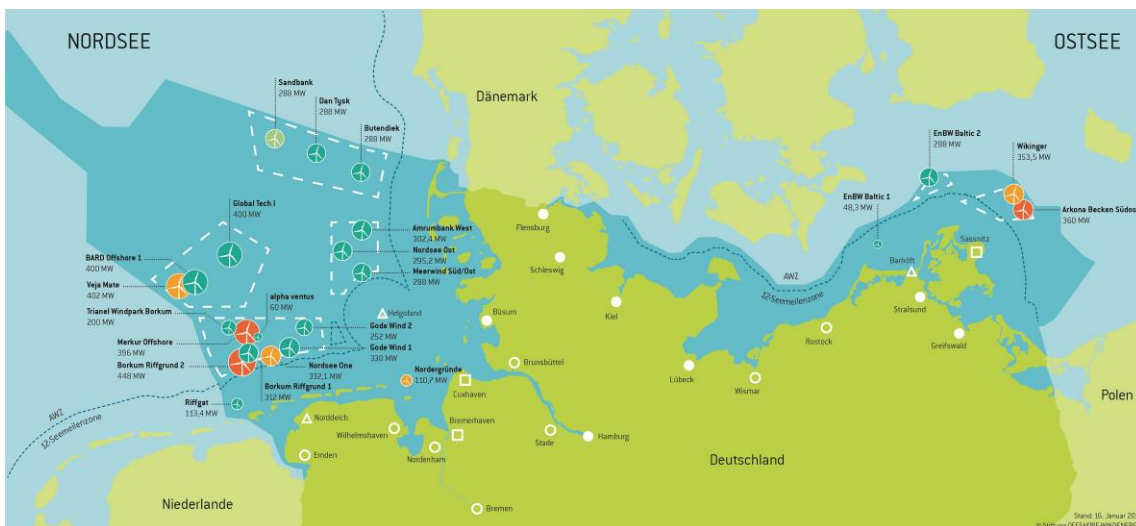 NORDSEE
OSTSEE
Sandbank
288 MW
Dan Tysk
288 MW
Butendiek
288 MW
Dänemark
EnBW Baltic 2
288 MW
Wikinger
353,5 MW
EnBW Baltic 1
48,3 MW
Arkona Becken Südos
360 MW
Global Tech I
400 MW
Amrumbank West
302,4 MW
Nordsee Ost
295,2 MW
Meerwind Süd/Ost
288 MW
BARD Offshore 1
400 MW
Veja Mate
402 MW
alpha ventus
60 MW
Trianel Windpark Borkum
200 MW
Merkur Offshore
396 MW
Borkum Riffgrund 2
448 MW
Gode Wind 2
252 MW
Gode Wind 1
330 MW
Nordsee One
332,1 MW
Borkum Riffgrund 1
312 MW
Nordergründe
110,7 MW
Riffgat
113,4 MW
AWZ
12-Seemeilenzone
AWZ
12-Seemeilenzone
Helgoland
Flensburg
Schleswig
Kiel
Büsum
Brunsbüttel
Cuxhaven
Bremerhaven
Norddeich
Wilhelmshaven
Emden
Nordenham
Stade
Hamburg
Bremen
Lübeck
Wismar
Rostock
Barhöft
Stralsund
Sassnitz
Greifswald
Niederlande
Deutschland
Polen
Stand: 16. Januar 20